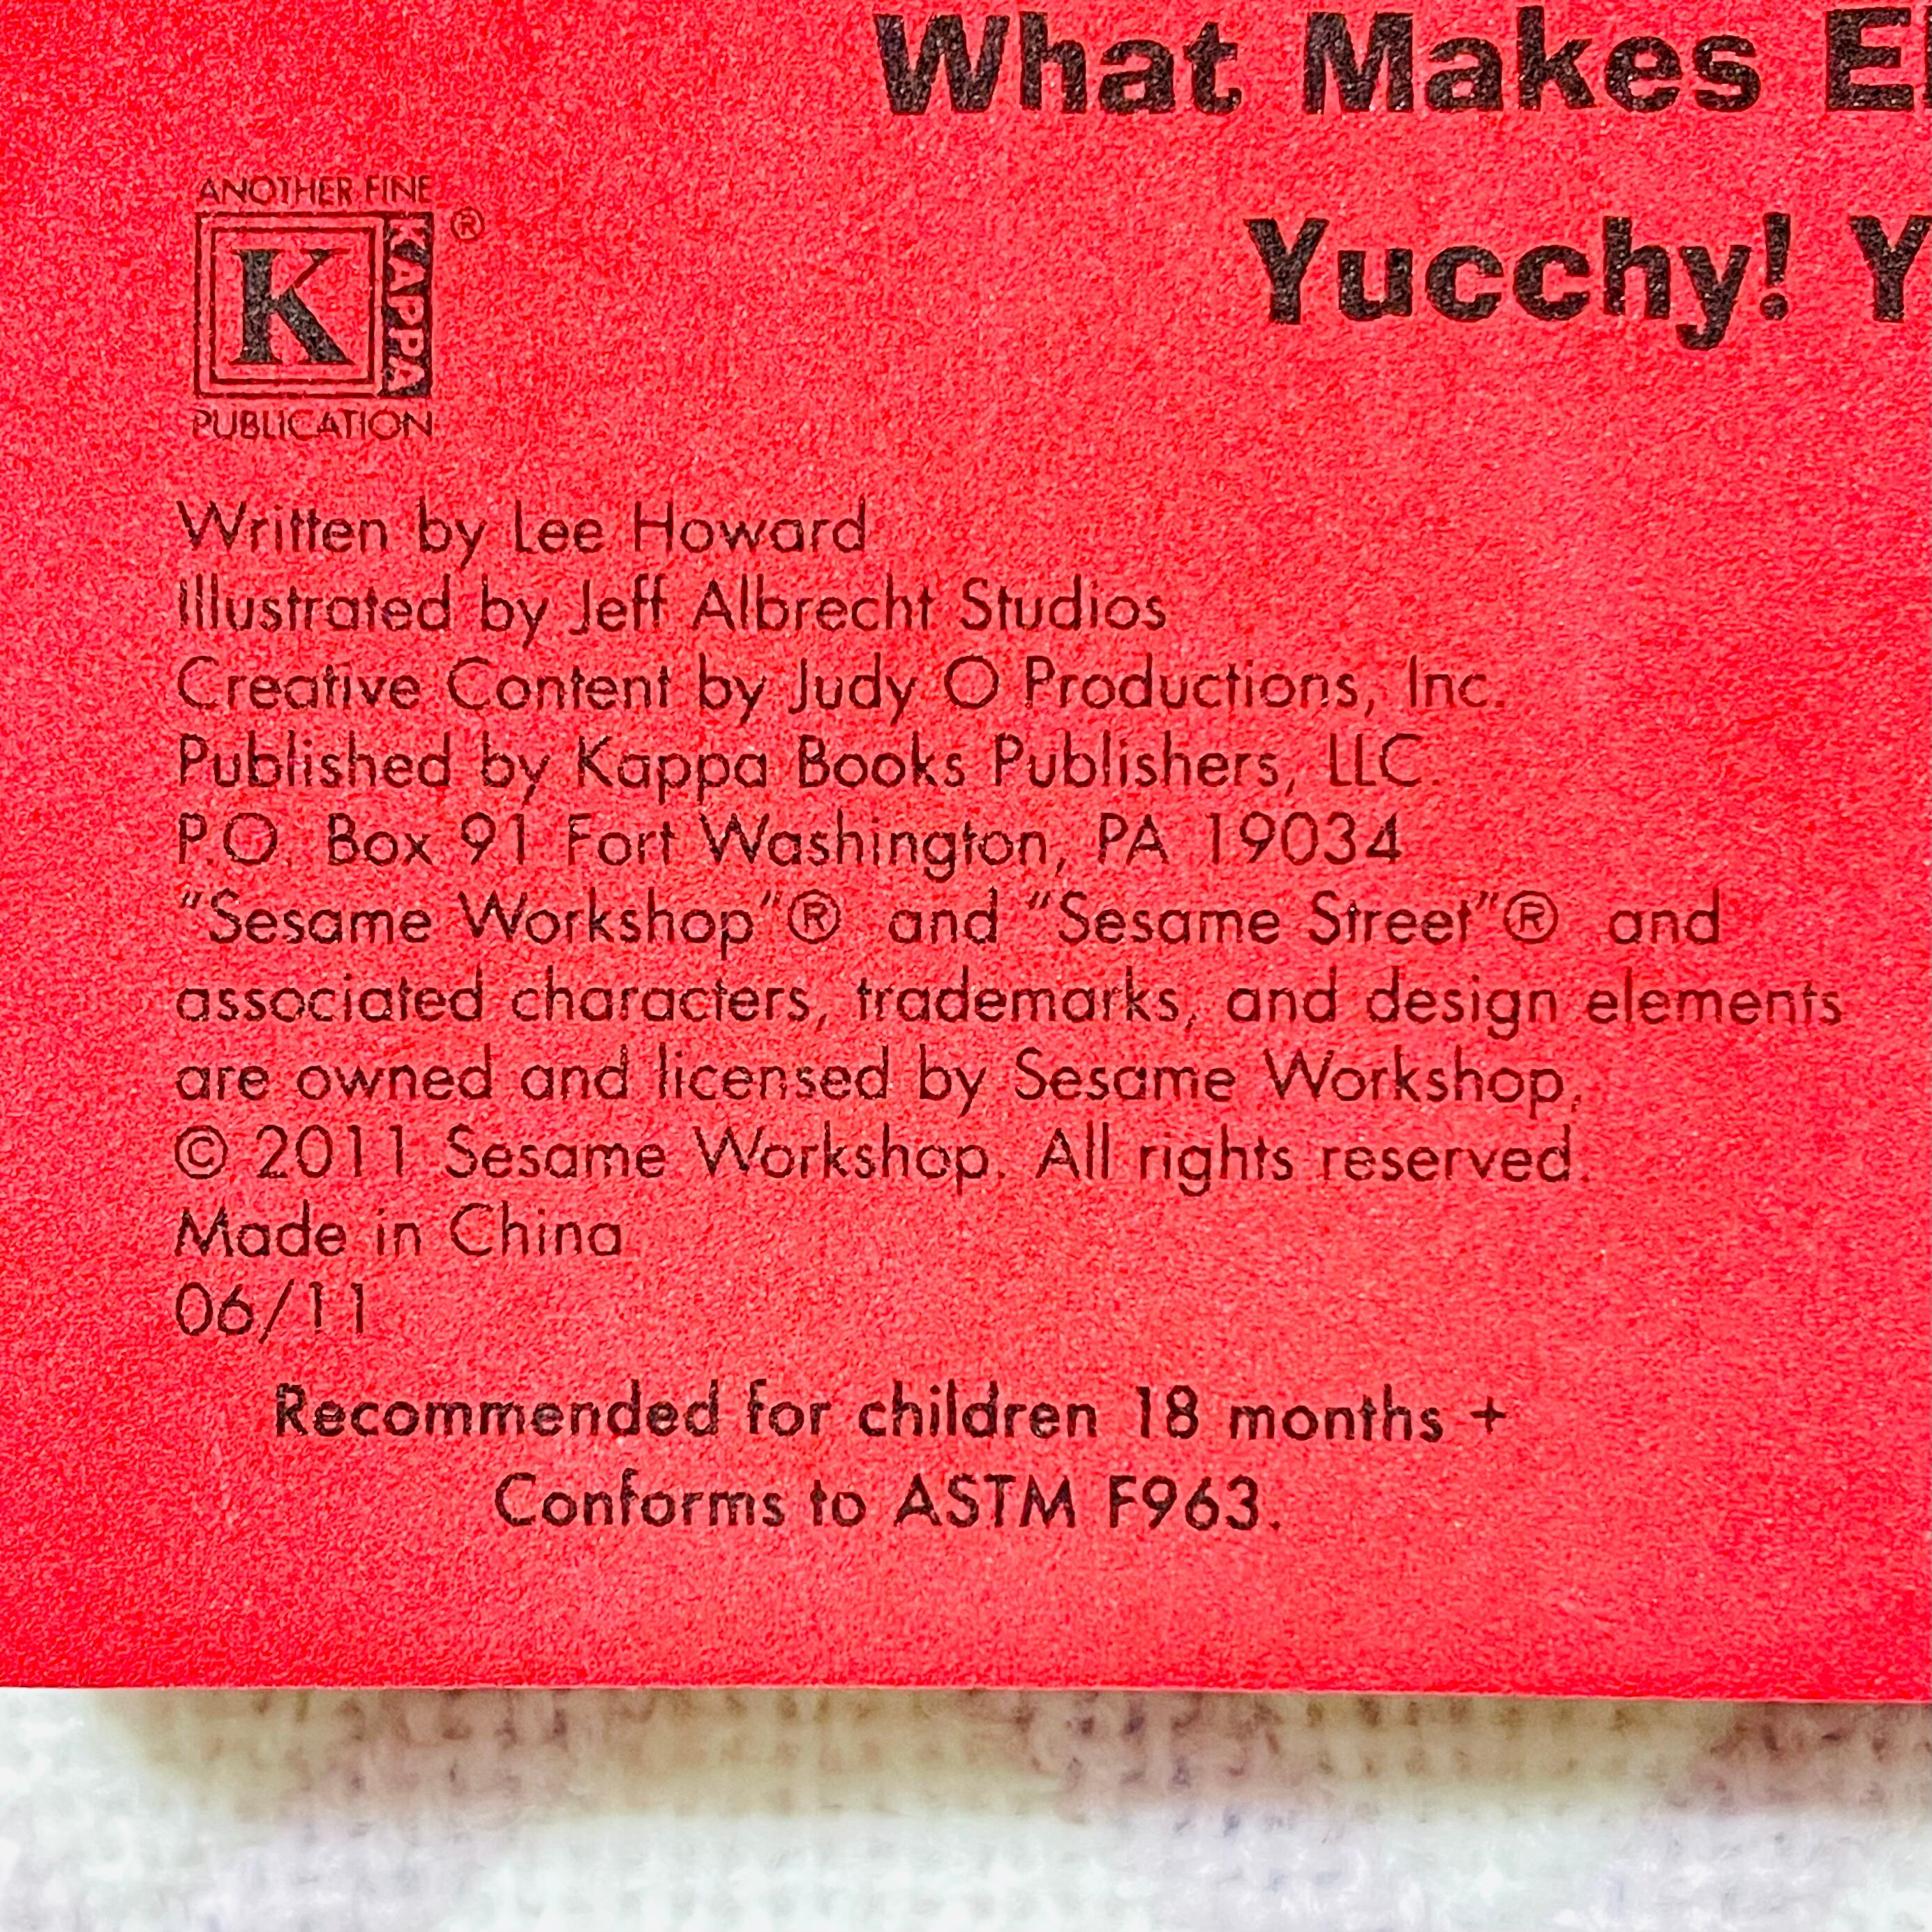 What Makes
Yucchy!
ANOTHER FINE
K
KAPPA
®
PUBLICATION
Written by Lee Howard
Illustrated by Jeff Albrecht Studios
Creative Content by Judy O Productions, Inc.
Published by Kappa Books Publishers, LLC.
P.O. Box 91 Fort Washington, PA 19034
"Sesame Workshop"® and "Sesame Street"® and
associated characters, trademarks, and design elements
are owned and licensed by Sesame Workshop.
© 2011 Sesame Workshop. All rights reserved.
Made in China
06/11
Recommended for children 18 months +
Conforms to ASTM F963.